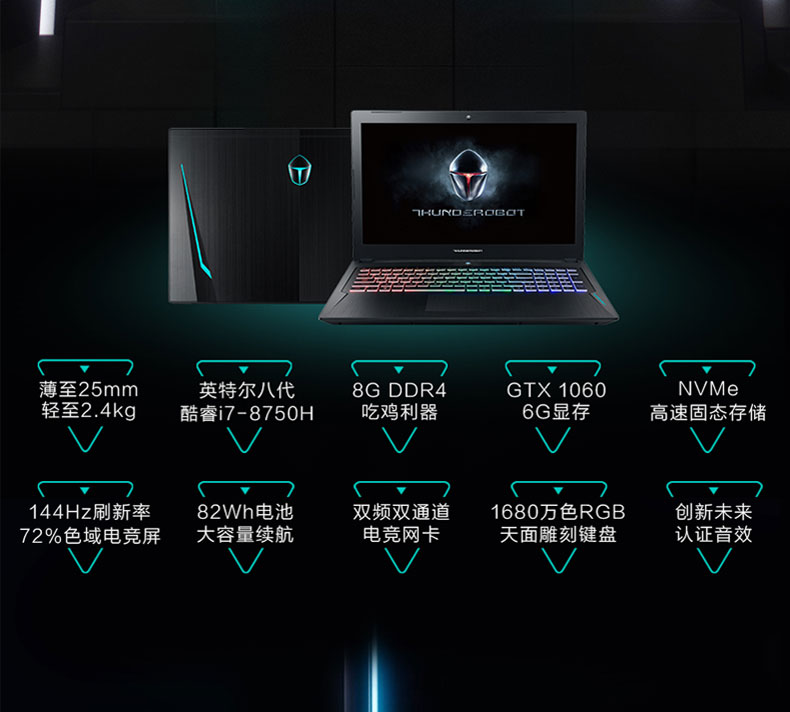 THUNDEROBOT
薄至25mm
轻至2.4kg
英特尔八代
酷睿i7-8750H
8G DDR4
吃鸡利器
GTX 1060
6G显存
NVMe
高速固态存储
144Hz刷新率
72%色域电竞屏
82Wh电池
大容量续航
双频双通道
电竞网卡
1680万色RGB
天面雕刻键盘
创新未来
认证音效